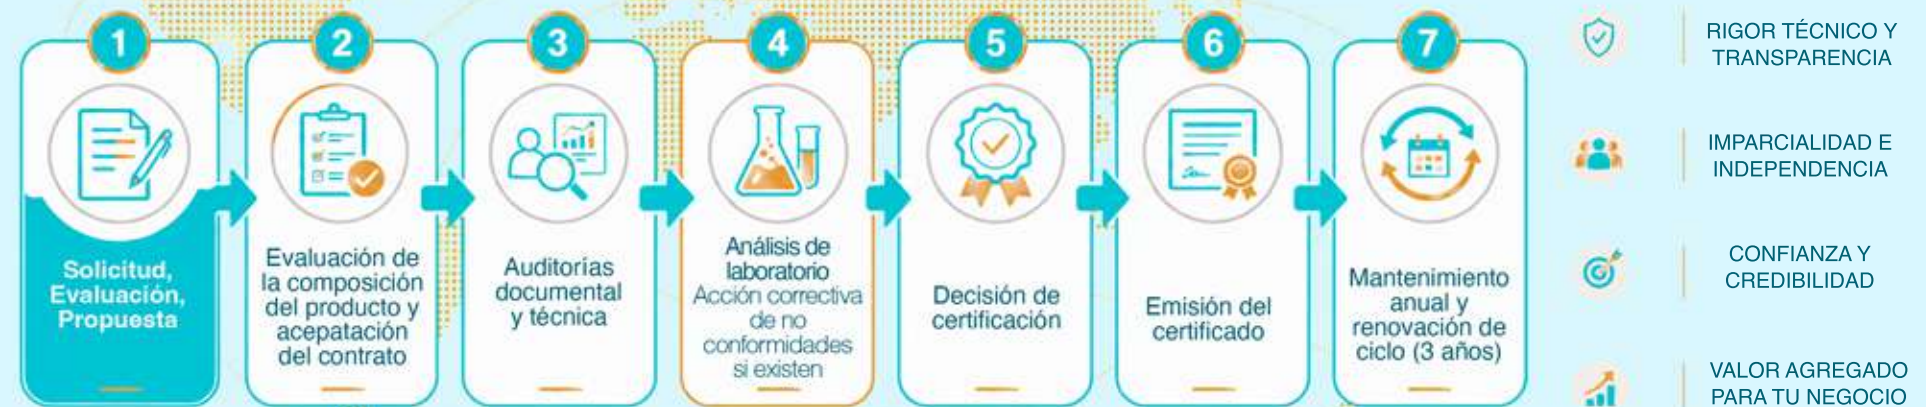 1
Solicitud,
Evaluación,
Propuesta
2
Evaluación de
la composición
del producto y
acepatación
del contrato
3
Auditorías
documental
y técnica
4
Análisis de
laboratorio
Acción correctiva
de no
conformidades
si existen
5
Decisión de
certificación
6
Emisión del
certificado
7
Mantenimiento
anual y
renovación de
ciclo (3 años)
RIGOR TÉCNICO Y
TRANSPARENCIA
IMPARCIALIDAD E
INDEPENDENCIA
CONFIANZA Y
CREDIBILIDAD
VALOR AGREGADO
PARA TU NEGOCIO